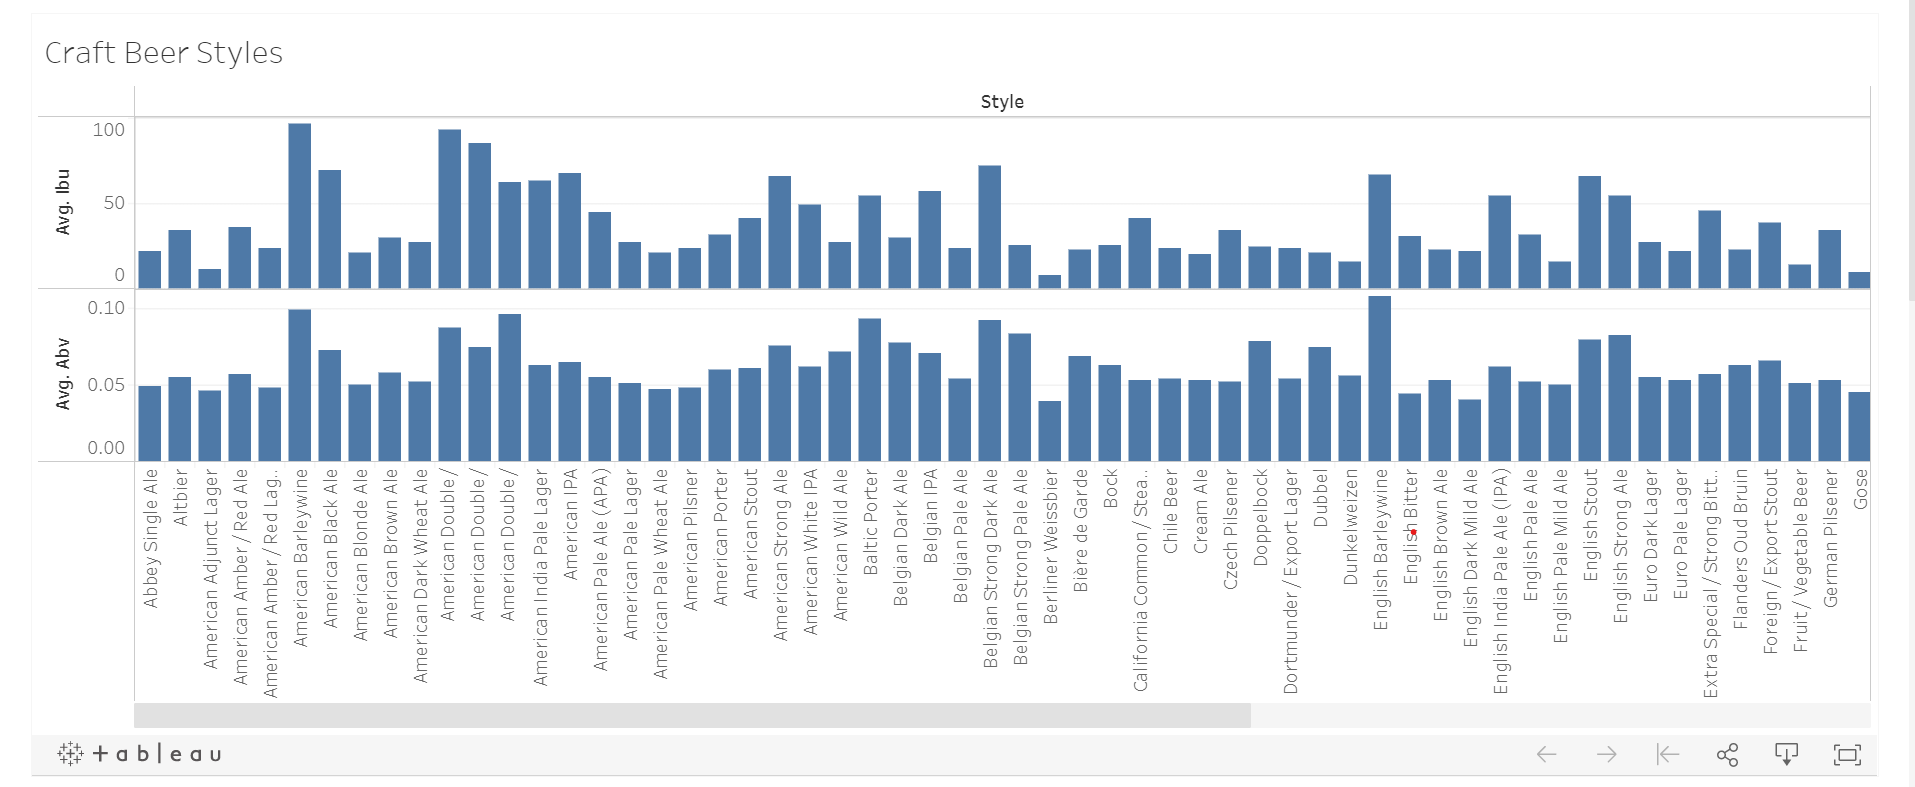 Craft Beer Styles
Style
Avg. Ibu
100
50
0
Avg. Abv
0.10
0.05
0.00
Abbey Single Ale
Altbier
American Adjunct Lager
American Amber / Red Ale
American Amber / Red Lag..
American Barleywine
American Black Ale
American Blonde Ale
American Brown Ale
American Dark Wheat Ale
American Double /
American Double /
American Double /
American India Pale Lager
American IPA
American Pale Ale (APA)
American Pale Lager
American Pale Wheat Ale
American Pilsner
American Porter
American Stout
American Strong Ale
American White IPA
American Wild Ale
Baltic Porter
Belgian Dark Ale
Belgian IPA
Belgian Pale Ale
Belgian Strong Dark Ale
Belgian Strong Pale Ale
Berliner Weissbier
Bière de Garde
Bock
California Common / Stea..
Chile Beer
Cream Ale
Czech Pilsener
Doppelbock
Dortmunder / Export Lager
Dubbel
Dunkelweizen
English Barleywine
English Bitter
English Brown Ale
English Dark Mild Ale
English India Pale Ale (IPA)
English Pale Ale
English Pale Mild Ale
English Stout
English Strong Ale
Euro Dark Lager
Euro Pale Lager
Extra Special / Strong Bitt..
Flanders Oud Bruin
Foreign / Export Stout
Fruit / Vegetable Beer
German Pilsener
Gose
+ableau